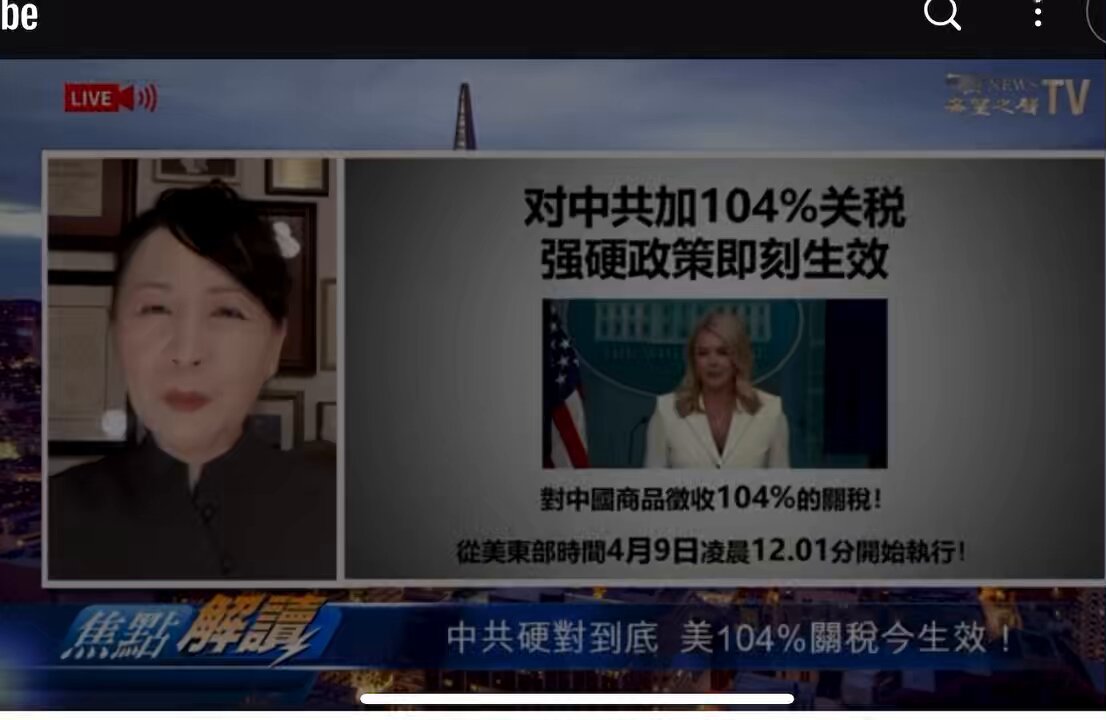 be
LIVE
NEWS
希望之聲TV
对中共加104%关税
强硬政策即刻生效
對中國商品徵收104%的關稅!
從美東部時間4月9日凌晨12.01分開始執行!
焦點解讀
中共硬對到底 美104%關稅今生效！